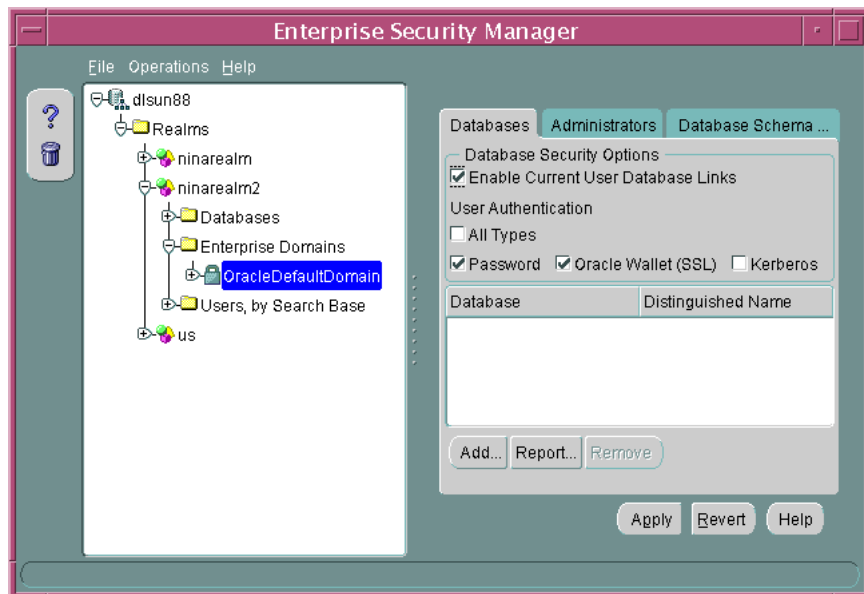 Enterprise Security Manager
File Operations Help
?
dlsun88
Realms
ninarealm
ninarealm2
Databases
Enterprise Domains
OracleDefaultDomain
Users, by Search Base
us
Databases Administrators Database Schema ...
Database Security Options
Enable Current User Database Links
User Authentication
All Types
Password Oracle Wallet (SSL) Kerberos
Database Distinguished Name
Add... Report... Remove
Apply Revert Help